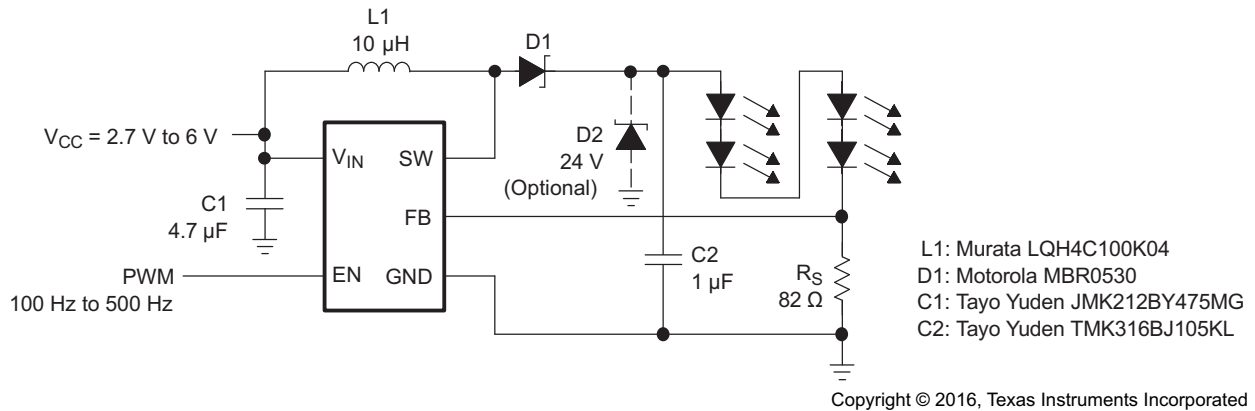 L1
10 µH
D1
V_CC = 2.7 V to 6 V
V_IN
SW
D2
24 V
(Optional)
C1
4.7 µF
FB
C2
1 µF
R_S
82 Ω
PWM
100 Hz to 500 Hz
EN
GND
L1: Murata LQH4C100K04
D1: Motorola MBR0530
C1: Tayo Yuden JMK212BY475MG
C2: Tayo Yuden TMK316BJ105KL
Copyright © 2016, Texas Instruments Incorporated